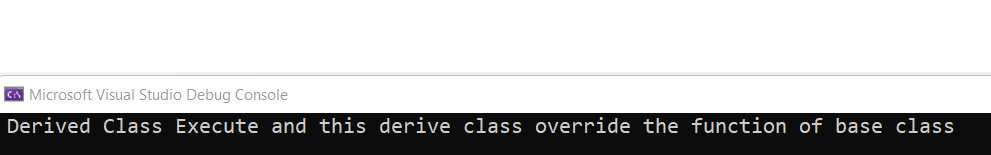 Microsoft Visual Studio Debug Console
Derived Class Execute and this derive class override the function of base class